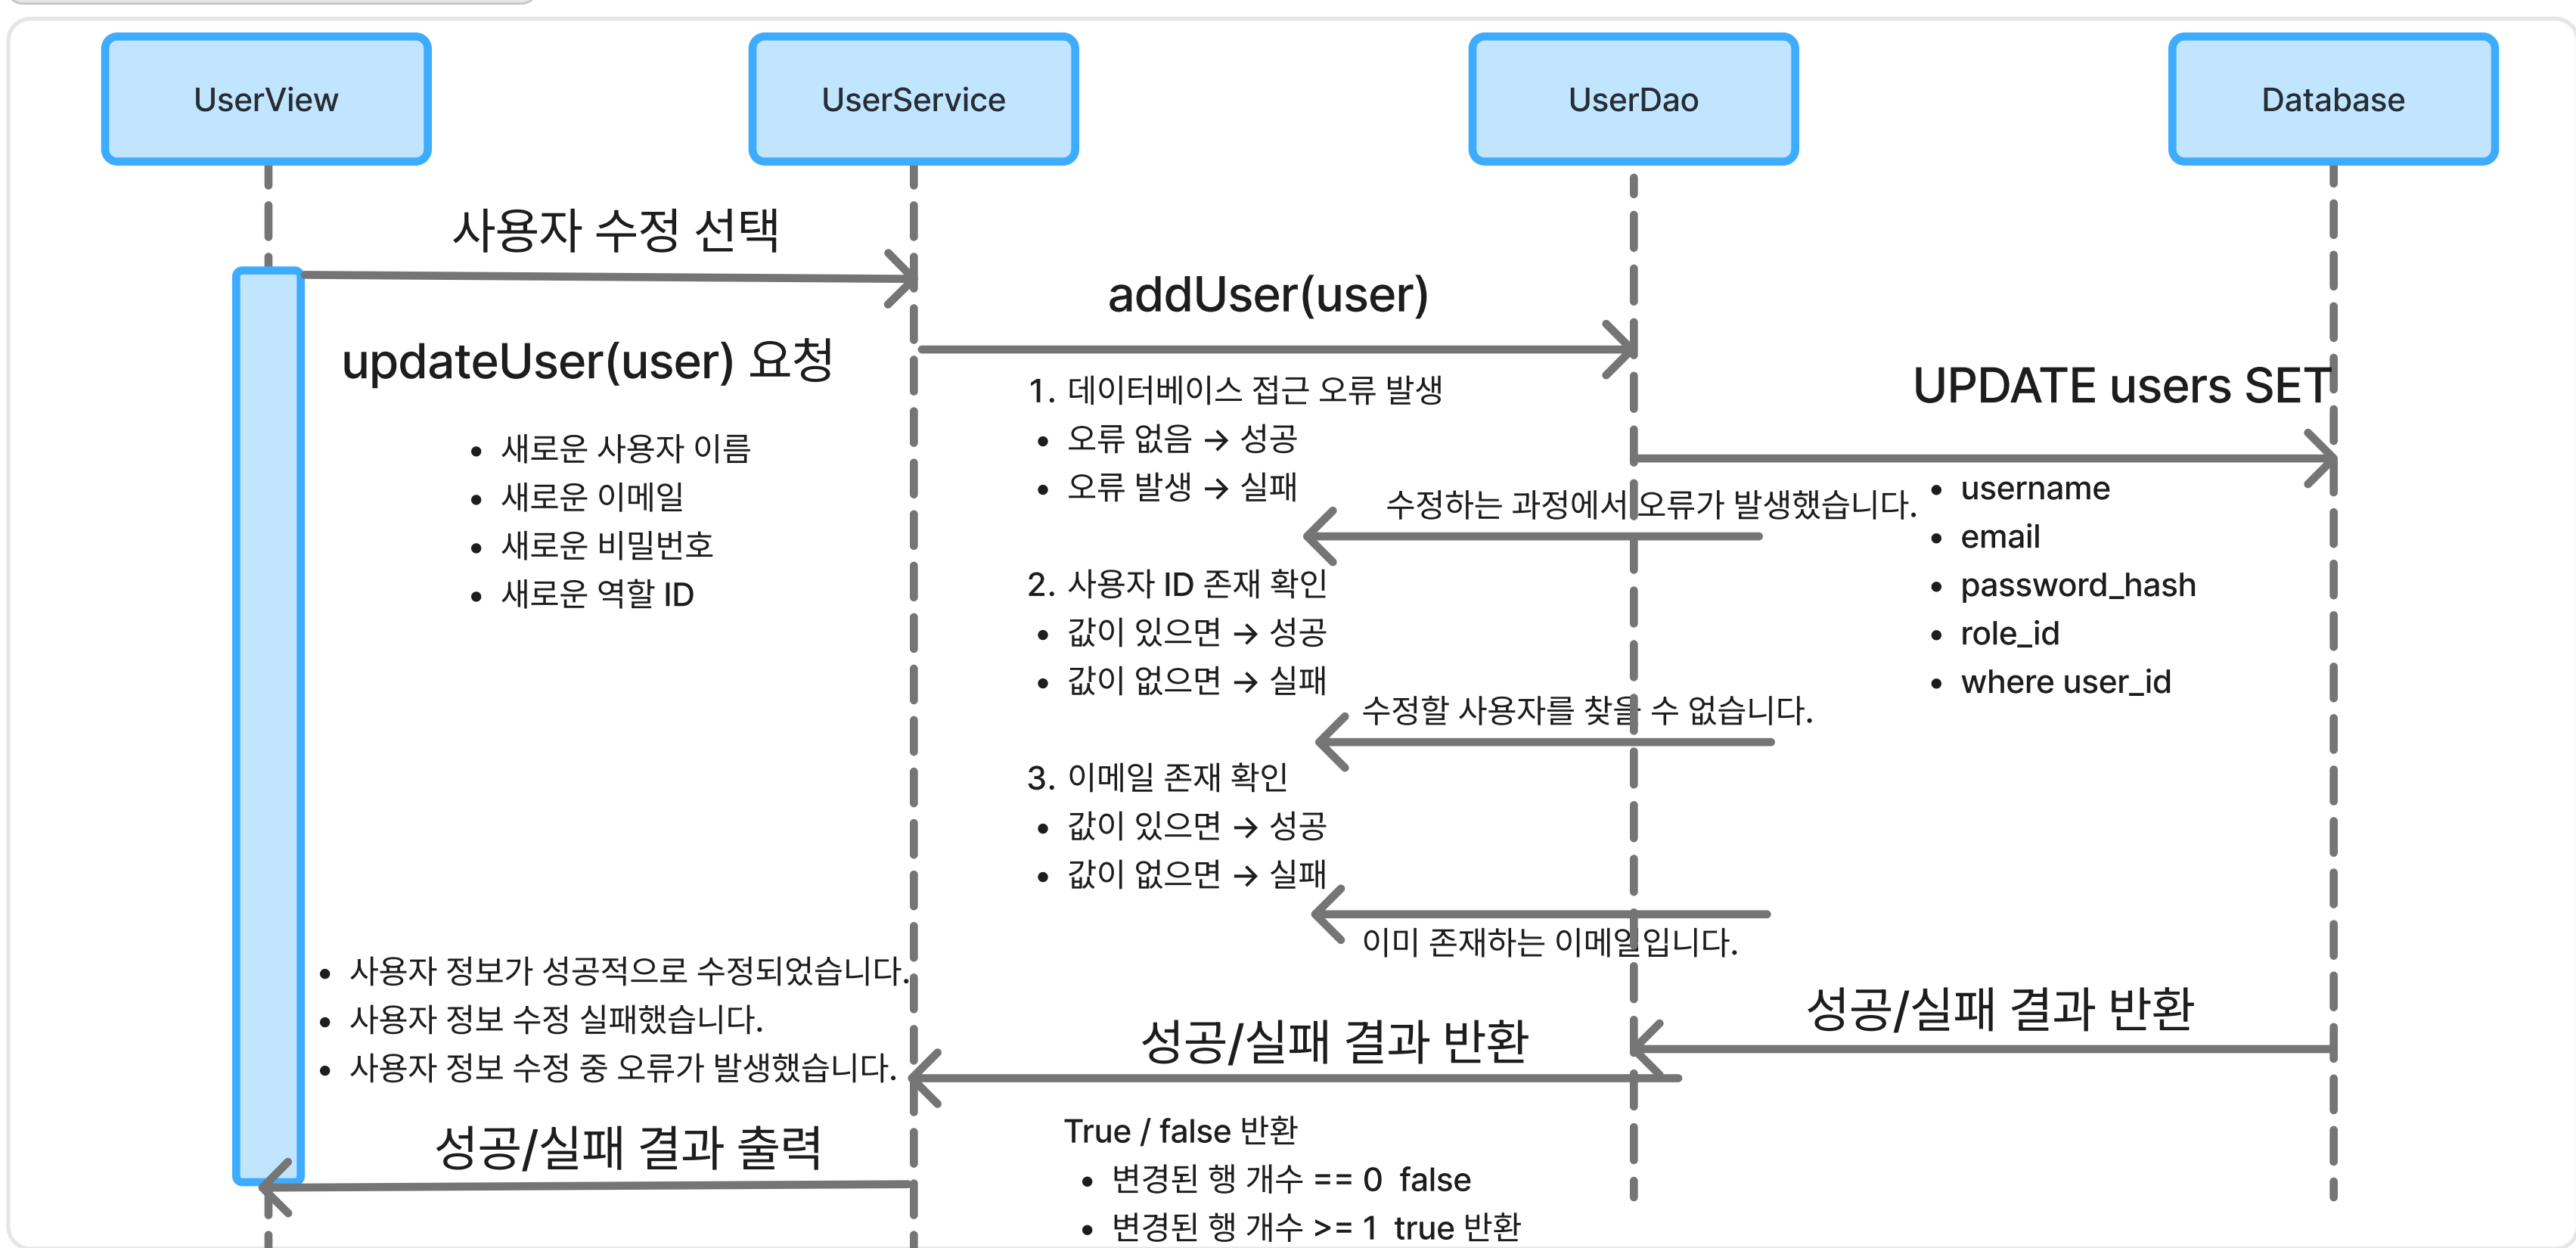 UserView
UserService
UserDao
Database
사용자 수정 선택
addUser(user)
updateUser(user) 요청
• 새로운 사용자 이름
• 새로운 이메일
• 새로운 비밀번호
• 새로운 역할 ID
1. 데이터베이스 접근 오류 발생
• 오류 없음 → 성공
• 오류 발생 → 실패
수정하는 과정에서 오류가 발생했습니다.
2. 사용자 ID 존재 확인
• 값이 있으면 → 성공
• 값이 없으면 → 실패
수정할 사용자를 찾을 수 없습니다.
3. 이메일 존재 확인
• 값이 있으면 → 성공
• 값이 없으면 → 실패
이미 존재하는 이메일입니다.
UPDATE users SET
• username
• email
• password_hash
• role_id
• where user_id
성공/실패 결과 반환
성공/실패 결과 반환
True / false 반환
• 변경된 행 개수 == 0 false
• 변경된 행 개수 >= 1 true 반환
• 사용자 정보가 성공적으로 수정되었습니다.
• 사용자 정보 수정 실패했습니다.
• 사용자 정보 수정 중 오류가 발생했습니다.
성공/실패 결과 출력